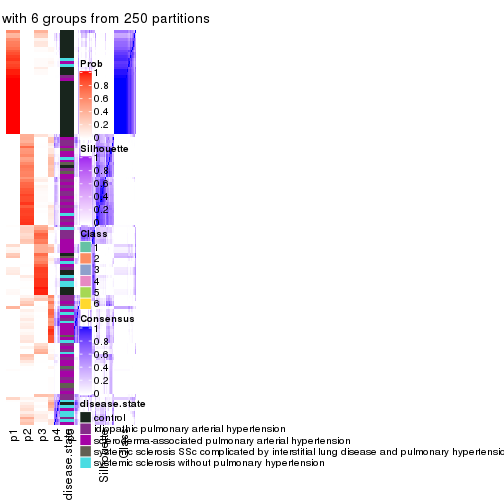 with 6 groups from 250 partitions
Prob
1
0.8
0.6
0.4
0.2
0
Silhouette
1
0.8
0.6
0.4
0.2
0
Class
1
2
3
4
5
6
Consensus
1
0.8
0.6
0.4
0.2
0
disease.state
control
idiopathic pulmonary arterial hypertension
scleroderma-associated pulmonary arterial hypertension
systemic sclerosis SSc complicated by interstitial lung disease and pulmonary hypertensio
systemic sclerosis without pulmonary hypertension
p1
p2
p3
p4
disease.state
Silhouette
Class